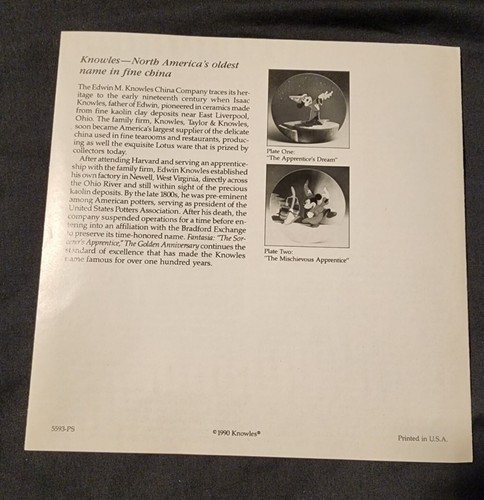 Knowles—North America's oldest
name in fine china
The Edwin M. Knowles China Company traces its her-
itage to the early nineteenth century when Isaac
Knowles, father of Edwin, pioneered in ceramics made
from fine kaolin clay deposits near East Liverpool,
Ohio. The family firm, Knowles, Taylor & Knowles,
soon became America's largest supplier of the delicate
china used in fine tearooms and restaurants, produc-
ing as well the exquisite Lotus ware that is prized by
collectors today.
After attending Harvard and serving an apprentice-
ship with the family firm, Edwin Knowles established
his own factory in Newell, West Virginia, directly across
the Ohio River and still within sight of the precious
kaolin deposits. By the late 1800s, he was pre-eminent
among American potters, serving as president of the
United States Potters Association. After his death, the
company suspended operations for a time before en-
tering into an affiliation with the Bradford Exchange
to preserve its time-honored name. Fantasia: "The Sor-
cerer's Apprentice," The Golden Anniversary continues the
standard of excellence that has made the Knowles
name famous for over one hundred years.
Plate One:
"The Apprentice's Dream"
Plate Two:
"The Mischievous Apprentice"
5593-PS
©1990 Knowles®
Printed in U.S.A.